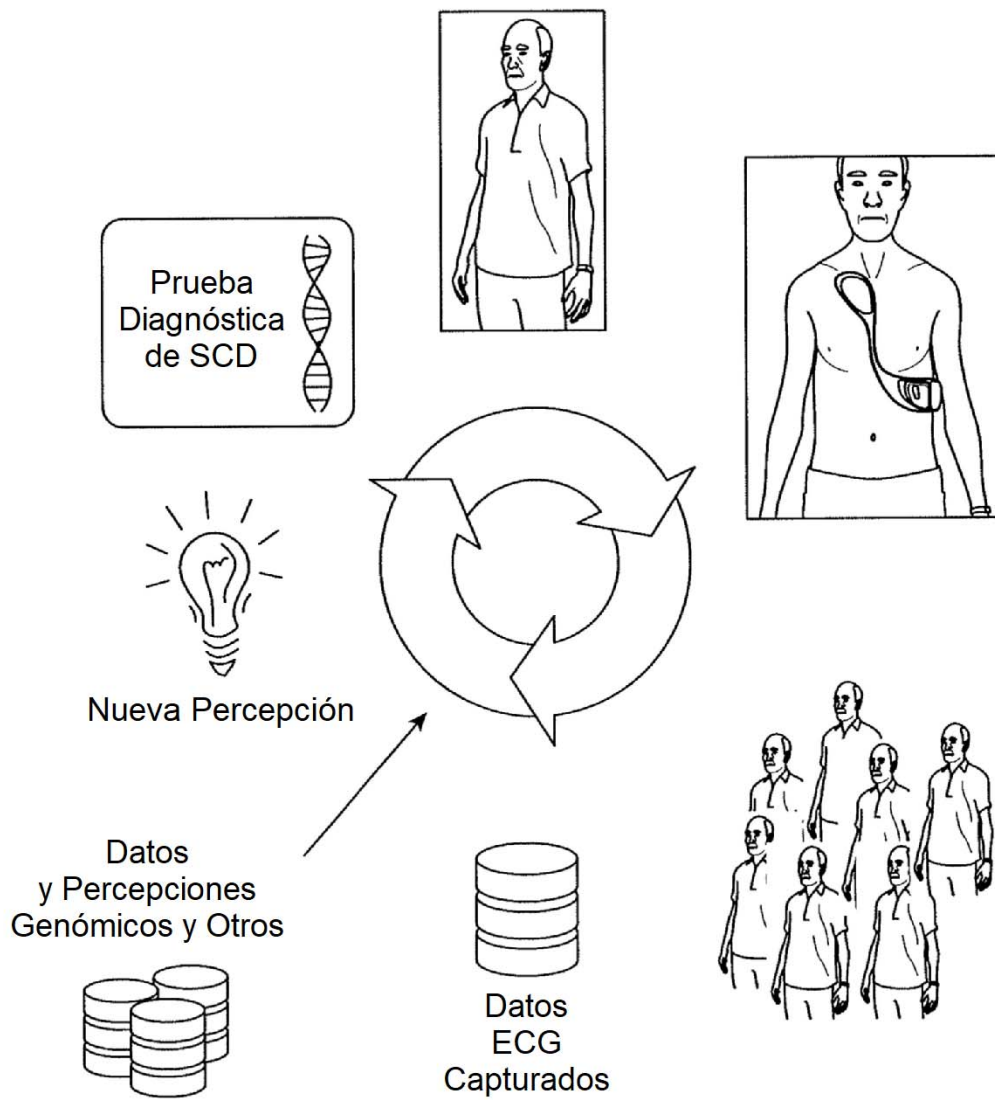 Prueba
Diagnóstica
de SCD
Nueva Percepción
Datos
y Percepciones
Genómicos y Otros
Datos
ECG
Capturados